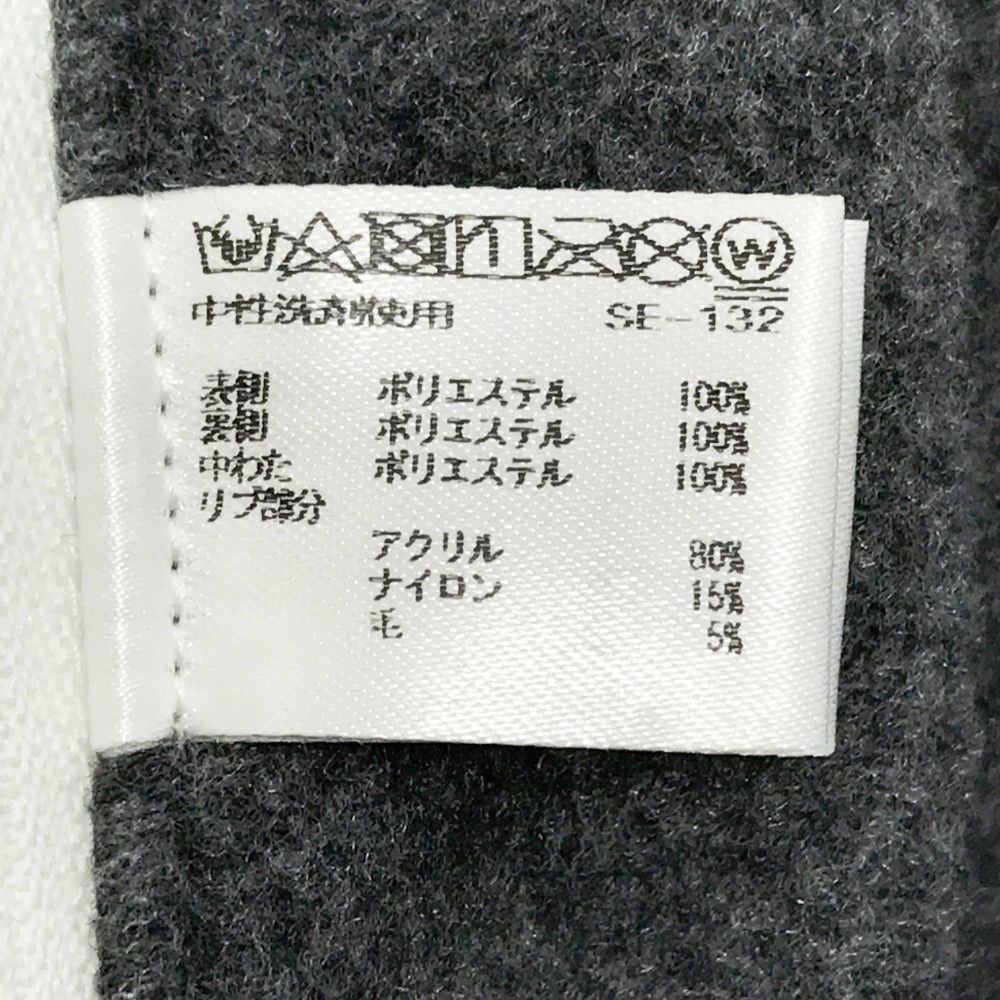 中性洗剤使用 SE-132
表側 ポリエステル 100%
裏側 ポリエステル 100%
中わた ポリエステル 100%
リブ部分
アクリル 80%
ナイロン 15%
毛 5%